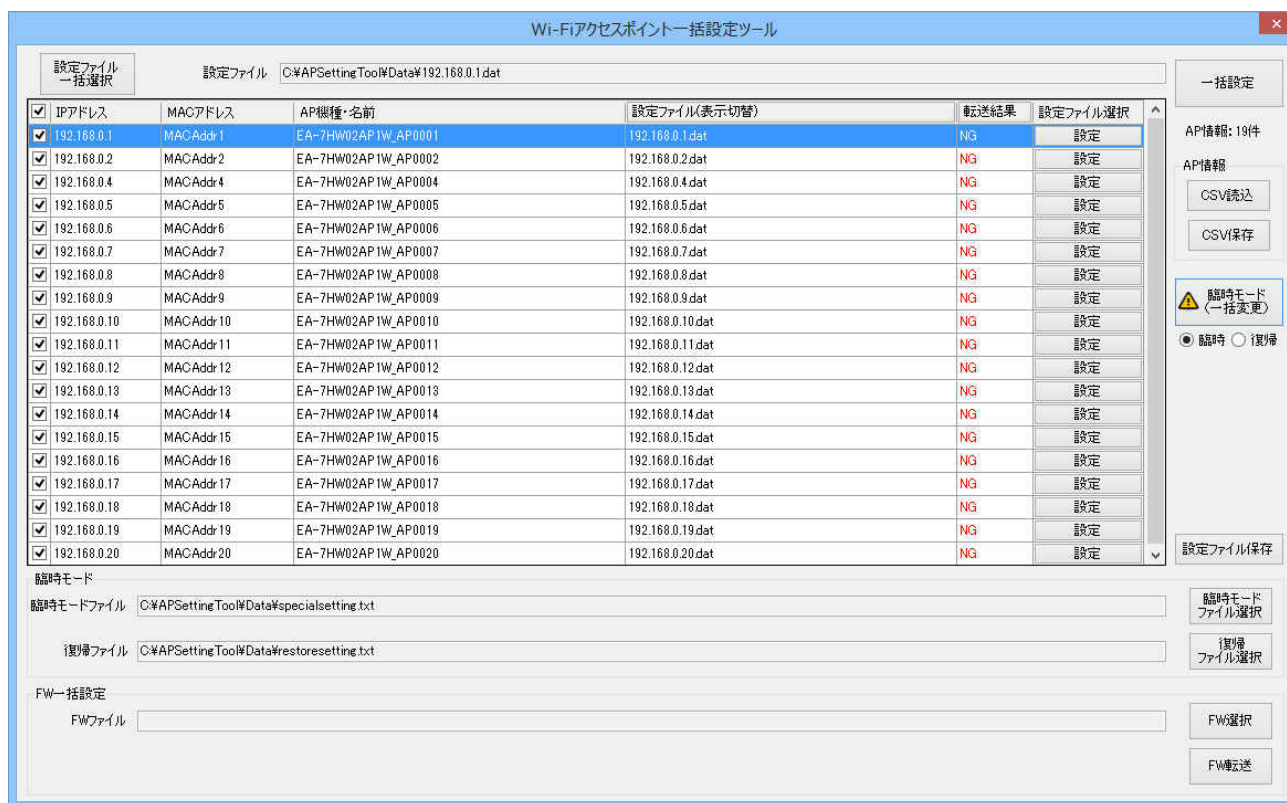 Wi-Fiアクセスポイント一括設定ツール
設定ファイル
一括選択
設定ファイル C:¥APSettingTool¥Data¥192.168.0.1.dat
一括設定
IPアドレス MACアドレス AP機種・名前 設定ファイル(表示切替) 転送結果 設定ファイル選択
192.168.0.1 MACAddr1 EA-7HW02AP1W_AP0001 192.168.0.1.dat NG 設定
192.168.0.2 MACAddr2 EA-7HW02AP1W_AP0002 192.168.0.2.dat NG 設定
192.168.0.4 MACAddr4 EA-7HW02AP1W_AP0004 192.168.0.4.dat NG 設定
192.168.0.5 MACAddr5 EA-7HW02AP1W_AP0005 192.168.0.5.dat NG 設定
192.168.0.6 MACAddr6 EA-7HW02AP1W_AP0006 192.168.0.6.dat NG 設定
192.168.0.7 MACAddr7 EA-7HW02AP1W_AP0007 192.168.0.7.dat NG 設定
192.168.0.8 MACAddr8 EA-7HW02AP1W_AP0008 192.168.0.8.dat NG 設定
192.168.0.9 MACAddr9 EA-7HW02AP1W_AP0009 192.168.0.9.dat NG 設定
192.168.0.10 MACAddr10 EA-7HW02AP1W_AP0010 192.168.0.10.dat NG 設定
192.168.0.11 MACAddr11 EA-7HW02AP1W_AP0011 192.168.0.11.dat NG 設定
192.168.0.12 MACAddr12 EA-7HW02AP1W_AP0012 192.168.0.12.dat NG 設定
192.168.0.13 MACAddr13 EA-7HW02AP1W_AP0013 192.168.0.13.dat NG 設定
192.168.0.14 MACAddr14 EA-7HW02AP1W_AP0014 192.168.0.14.dat NG 設定
192.168.0.15 MACAddr15 EA-7HW02AP1W_AP0015 192.168.0.15.dat NG 設定
192.168.0.16 MACAddr16 EA-7HW02AP1W_AP0016 192.168.0.16.dat NG 設定
192.168.0.17 MACAddr17 EA-7HW02AP1W_AP0017 192.168.0.17.dat NG 設定
192.168.0.18 MACAddr18 EA-7HW02AP1W_AP0018 192.168.0.18.dat NG 設定
192.168.0.19 MACAddr19 EA-7HW02AP1W_AP0019 192.168.0.19.dat NG 設定
192.168.0.20 MACAddr20 EA-7HW02AP1W_AP0020 192.168.0.20.dat NG 設定
AP情報: 19件
AP情報
CSV読込
CSV保存
臨時モード
(一括変更)
臨時 復帰
設定ファイル保存
臨時モード
臨時モードファイル C:¥APSettingTool¥Data¥specialsetting.txt
臨時モード
ファイル選択
復帰ファイル C:¥APSettingTool¥Data¥restoresetting.txt
復帰
ファイル選択
FW一括設定
FWファイル
FW選択
FW転送